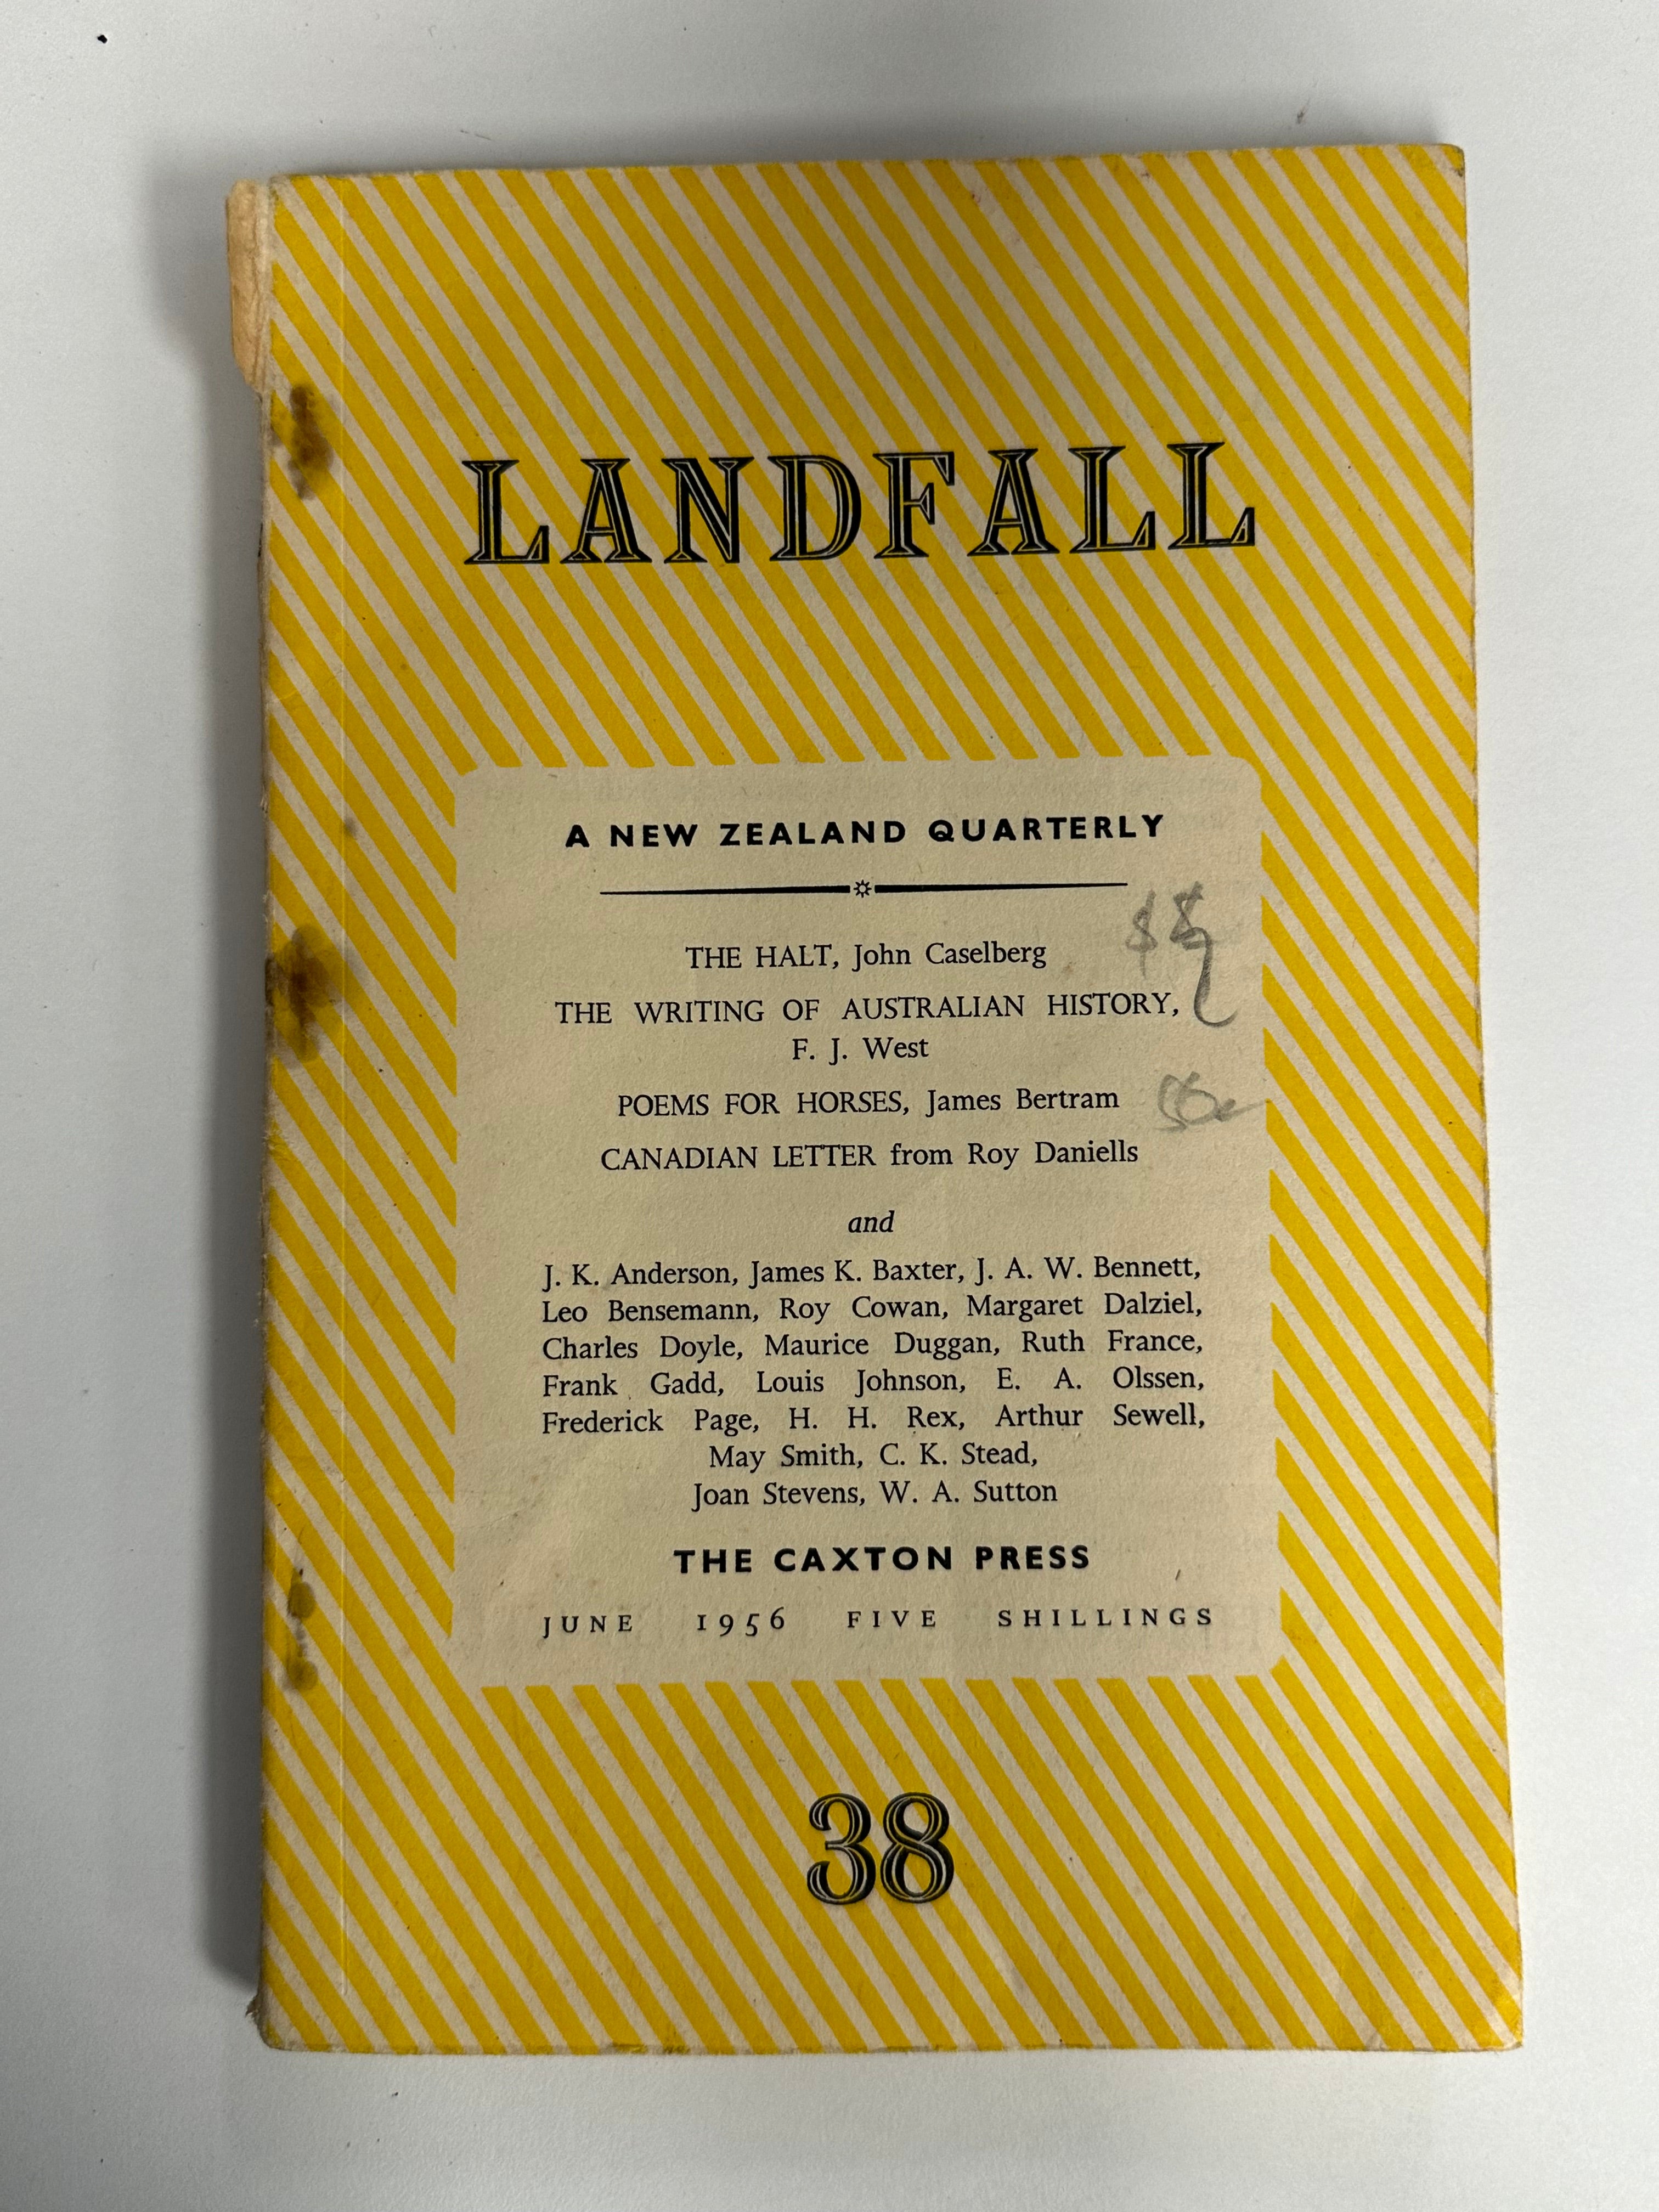 LANDFALL
A NEW ZEALAND QUARTERLY
THE HALT, John Caselberg
THE WRITING OF AUSTRALIAN HISTORY,
F. J. West
POEMS FOR HORSES, James Bertram
CANADIAN LETTER from Roy Daniells
and
J. K. Anderson, James K. Baxter, J. A. W. Bennett,
Leo Bensemann, Roy Cowan, Margaret Dalziel,
Charles Doyle, Maurice Duggan, Ruth France,
Frank Gadd, Louis Johnson, E. A. Olssen,
Frederick Page, H. H. Rex, Arthur Sewell,
May Smith, C. K. Stead,
Joan Stevens, W. A. Sutton
THE CAXTON PRESS
JUNE 1956 FIVE SHILLINGS
38